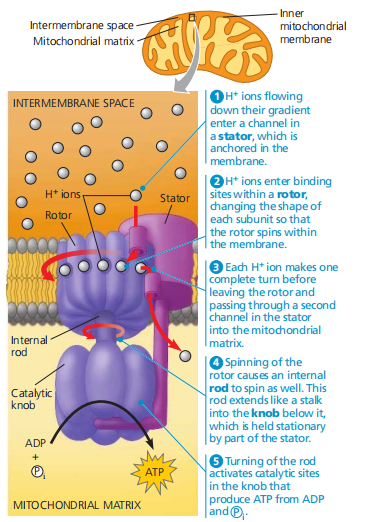 Intermembrane space
Mitochondrial matrix
Inner
mitochondrial
membrane
INTERMEMBRANE SPACE
H⁺ ions
Stator
Rotor
Internal
rod
Catalytic
knob
ADP
+
P i
ATP
MITOCHONDRIAL MATRIX
1 H⁺ ions flowing
down their gradient
enter a channel in
a stator, which is
anchored in the
membrane.
2 H⁺ ions enter binding
sites within a rotor,
changing the shape of
each subunit so that
the rotor spins within
the membrane.
3 Each H⁺ ion makes one
complete turn before
leaving the rotor and
passing through a second
channel in the stator
into the mitochondrial
matrix.
4 Spinning of the
rotor causes an internal
rod to spin as well. This
rod extends like a stalk
into the knob below it,
which is held stationary
by part of the stator.
5 Turning of the rod
activates catalytic sites
in the knob that
produce ATP from ADP
and P i.